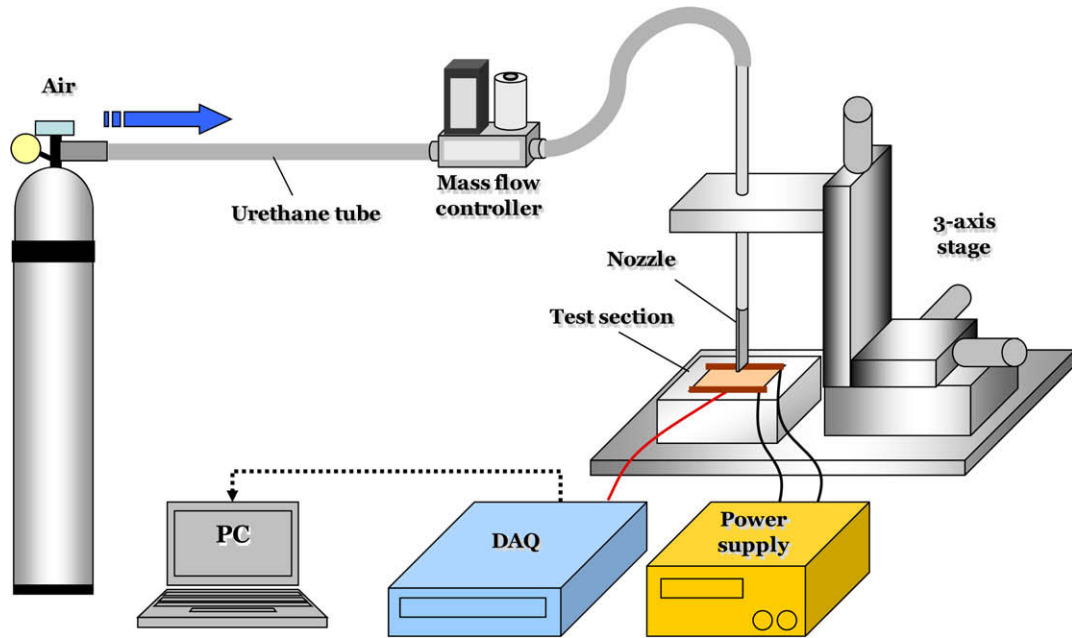 Air
Urethane tube
Mass flow
controller
3-axis
stage
Nozzle
Test section
PC
DAQ
Power
supply